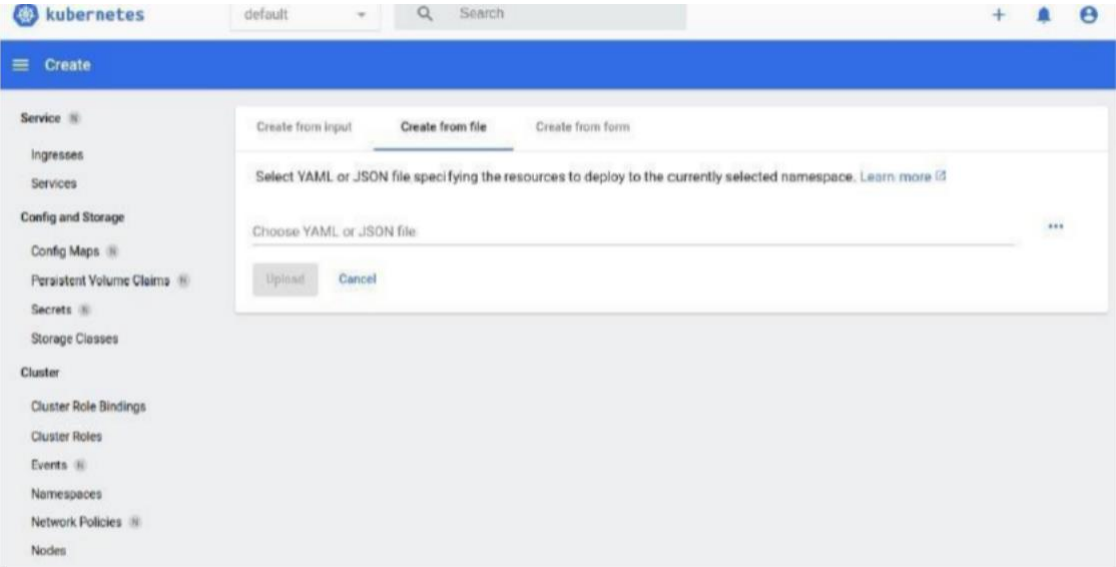 kubernetes
default
Search
Create
Service N
Ingresses
Services
Config and Storage
Config Maps N
Persistent Volume Claims N
Secrets N
Storage Classes
Cluster
Cluster Role Bindings
Cluster Roles
Events N
Namespaces
Network Policies N
Nodes
Create from input
Create from file
Create from form
Select YAML or JSON file specifying the resources to deploy to the currently selected namespace. Learn more
Choose YAML or JSON file
Upload
Cancel